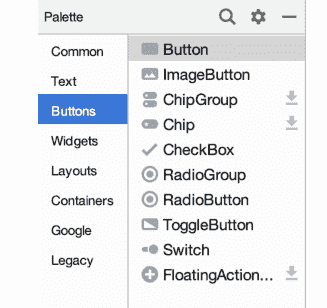 Palette
Common
Text
Buttons
Widgets
Layouts
Containers
Google
Legacy
Button
ImageButton
ChipGroup
Chip
CheckBox
RadioGroup
RadioButton
ToggleButton
Switch
FloatingAction...